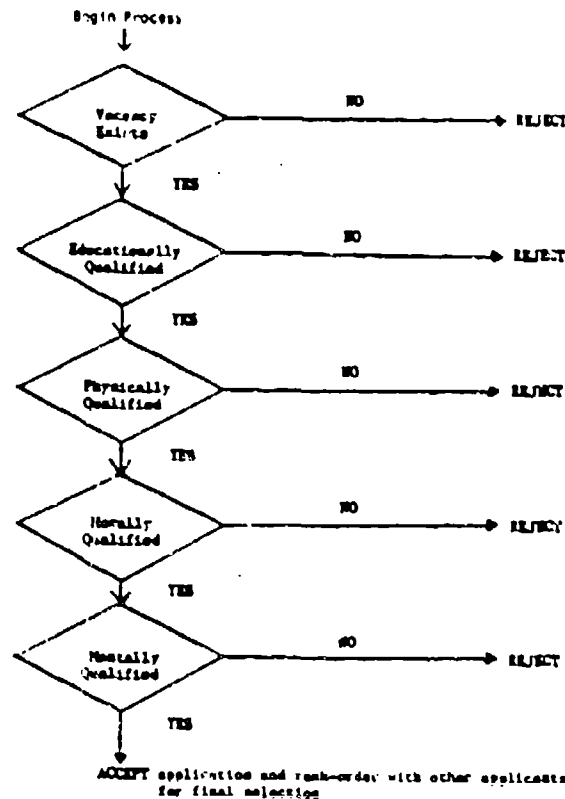 Begin Process
Vacancy
Exists
NO
REJECT
YES
Educationally
Qualified
NO
REJECT
YES
Physically
Qualified
NO
REJECT
YES
Morally
Qualified
NO
REJECT
YES
Mentally
Qualified
NO
REJECT
YES
ACCEPT application and rank-order with other applicants
for final selection